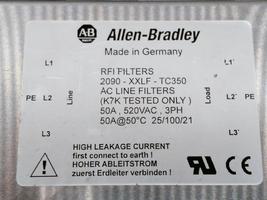 AB Allen-Bradley
Made in Germany
RFI FILTERS
2090 - XXLF - TC350
AC LINE FILTERS
(K7K TESTED ONLY )
50A , 520VAC , 3PH
50A@50°C 25/100/21
L1
PE L2
L3
Line
Load
L1'
L2' PE
L3'
HIGH LEAKAGE CURRENT
first connect to earth !
HOHER ABLEITSTROM
zuerst Erdleiter verbinden !